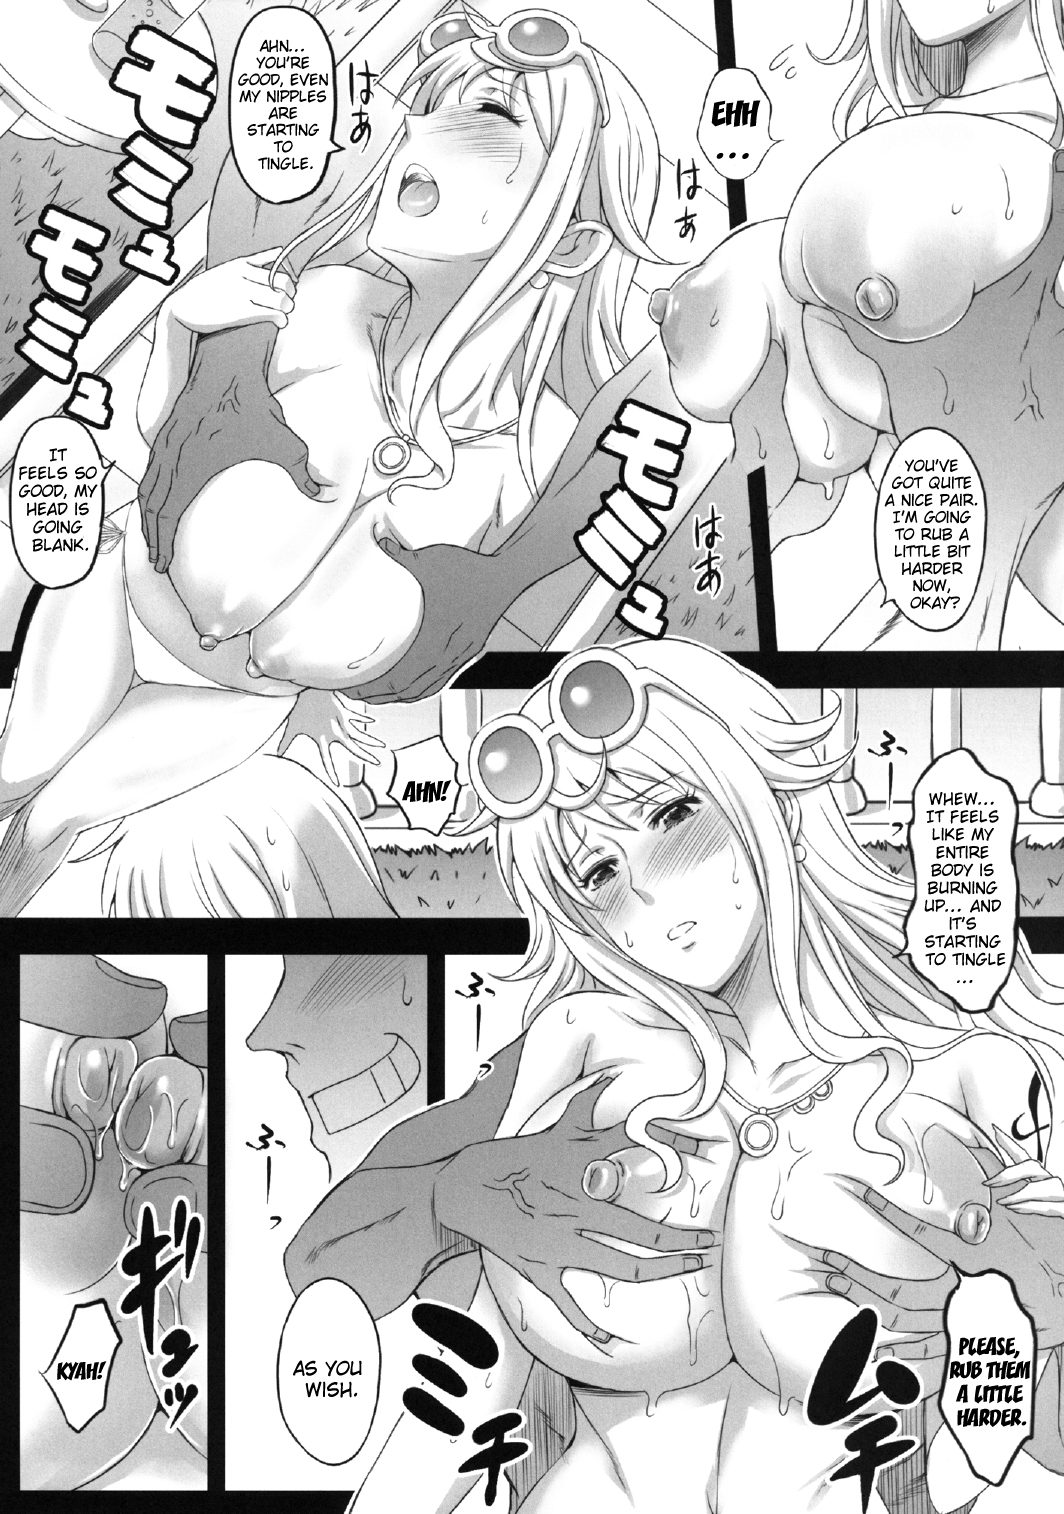 EHH
...
はぁ
YOU'VE
GOT QUITE
A NICE PAIR.
I'M GOING
TO RUB A
LITTLE BIT
HARDER
NOW,
OKAY?
AHN...
YOU'RE
GOOD, EVEN
MY NIPPLES
ARE
STARTING
TO
TINGLE.
はぁ
モミュ
モミュ
モミュ
はぁ
IT
FEELS SO
GOOD, MY
HEAD IS
GOING
BLANK.
ふー
WHEW...
IT FEELS
LIKE MY
ENTIRE
BODY IS
BURNING
UP... AND
IT'S
STARTING
TO TINGLE
...
AHN!
ふー
PLEASE,
RUB THEM
A LITTLE
HARDER.
ムチ
ミチ
ふー
AS YOU
WISH.
ギュッ
KYAH!